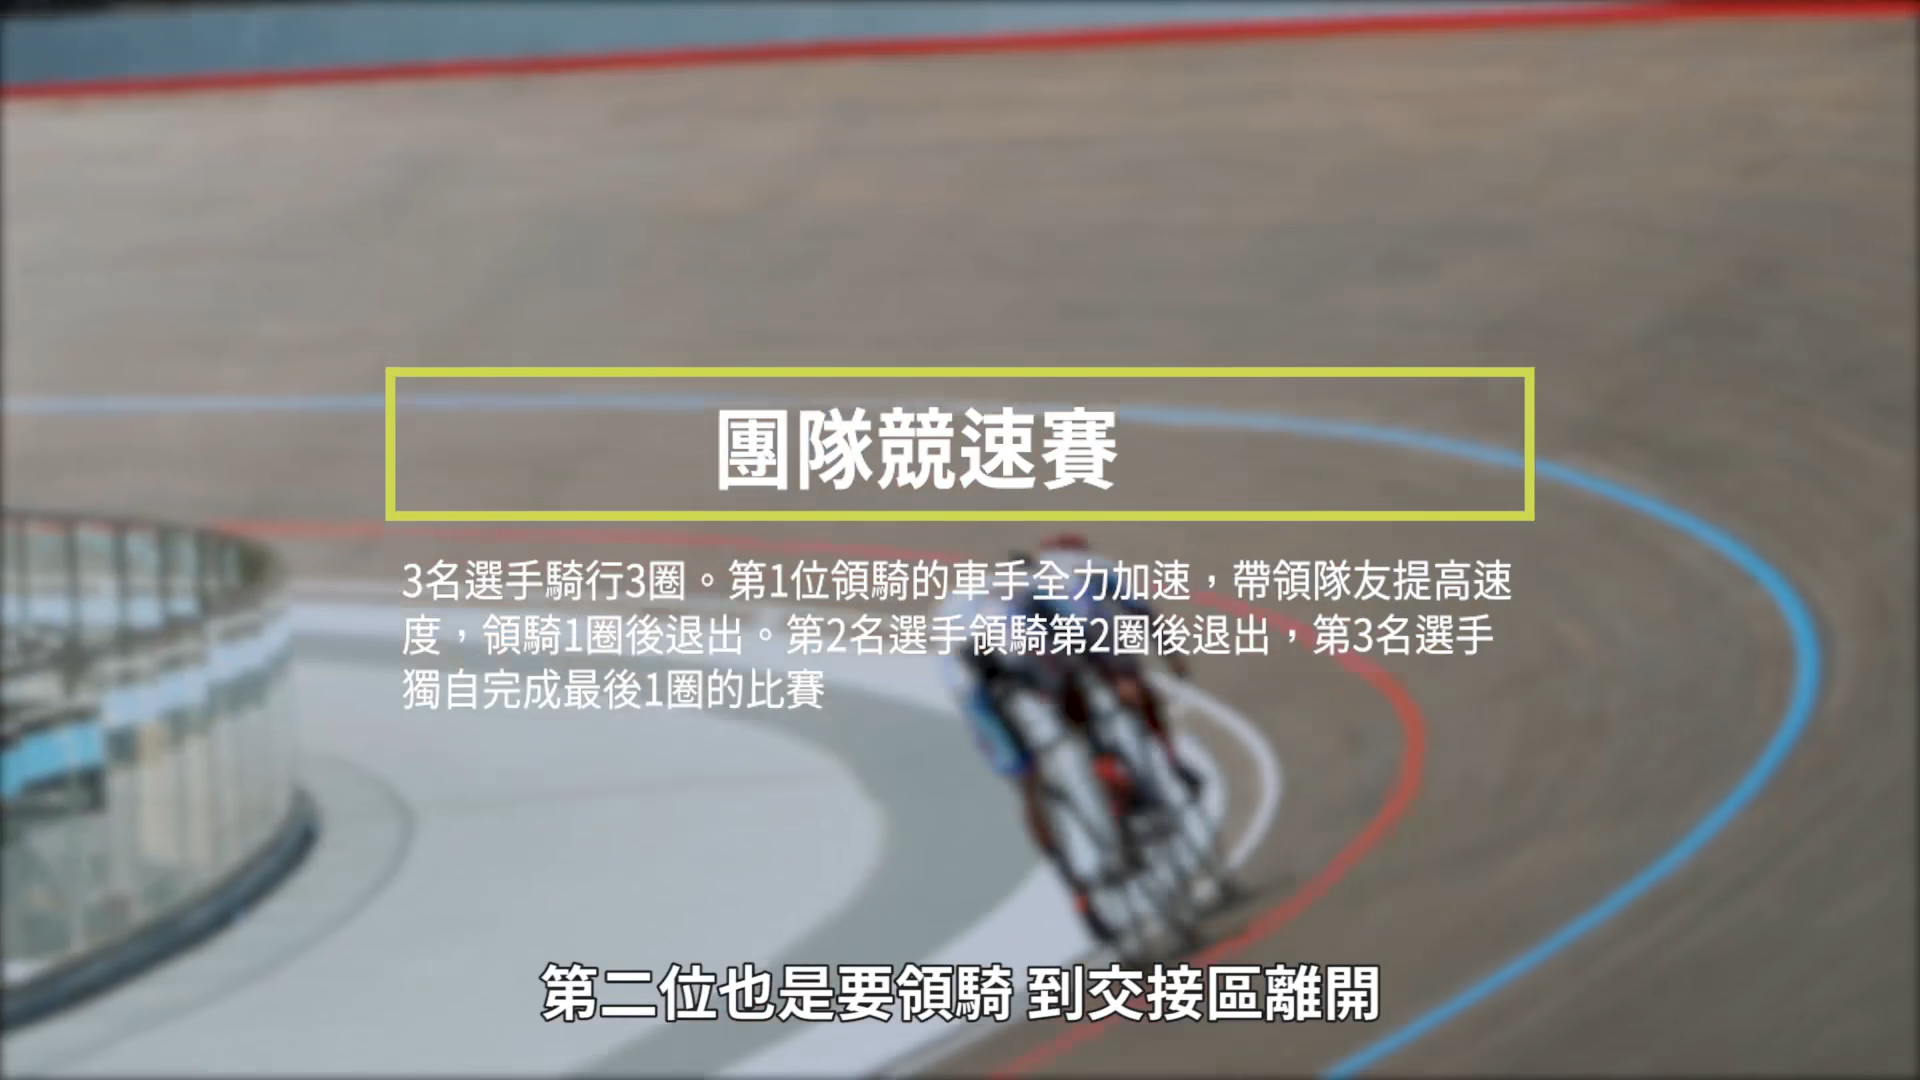 團隊競速賽
3名選手騎行3圈。第1位領騎的車手全力加速，帶領隊友提高速
度，領騎1圈後退出。第2名選手領騎第2圈後退出，第3名選手
獨自完成最後1圈的比賽
第二位也是要領騎 到交接區離開